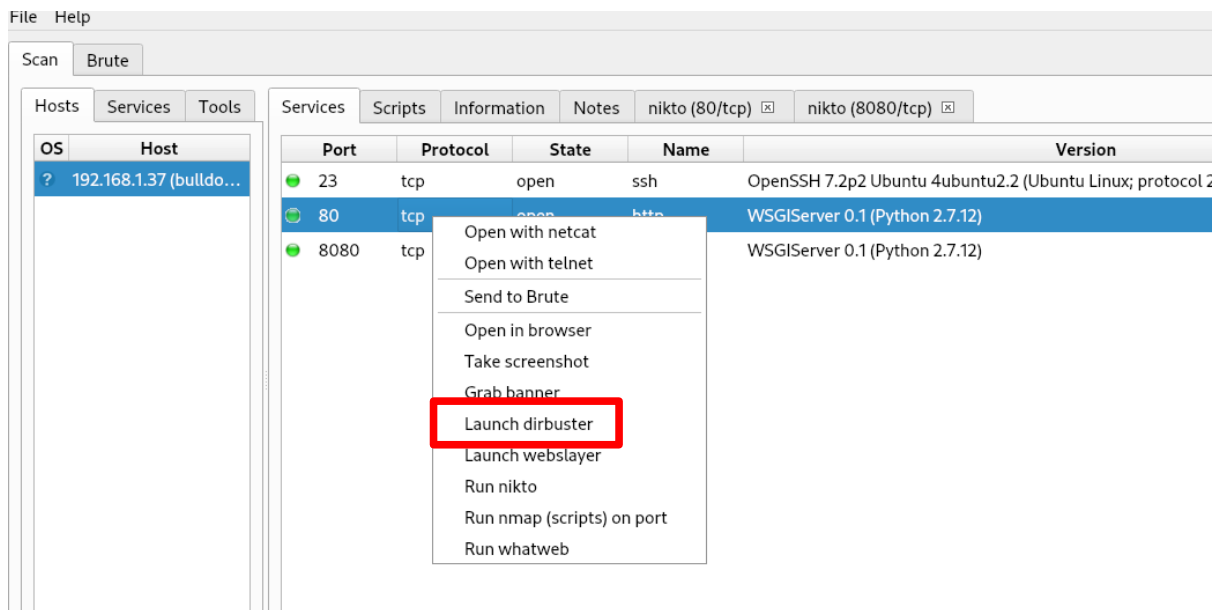 File Help
Scan Brute
Hosts Services Tools Services Scripts Information Notes nikto (80/tcp) nikto (8080/tcp)
OS Host Port Protocol State Name Version
? 192.168.1.37 (bulldo... 23 tcp open ssh OpenSSH 7.2p2 Ubuntu 4ubuntu2.2 (Ubuntu Linux; protocol 2
80 tcp open http WSGIServer 0.1 (Python 2.7.12)
Open with netcat
8080 tcp WSGIServer 0.1 (Python 2.7.12)
Open with telnet
Send to Brute
Open in browser
Take screenshot
Grab banner
Launch dirbuster
Launch webslayer
Run nikto
Run nmap (scripts) on port
Run whatweb